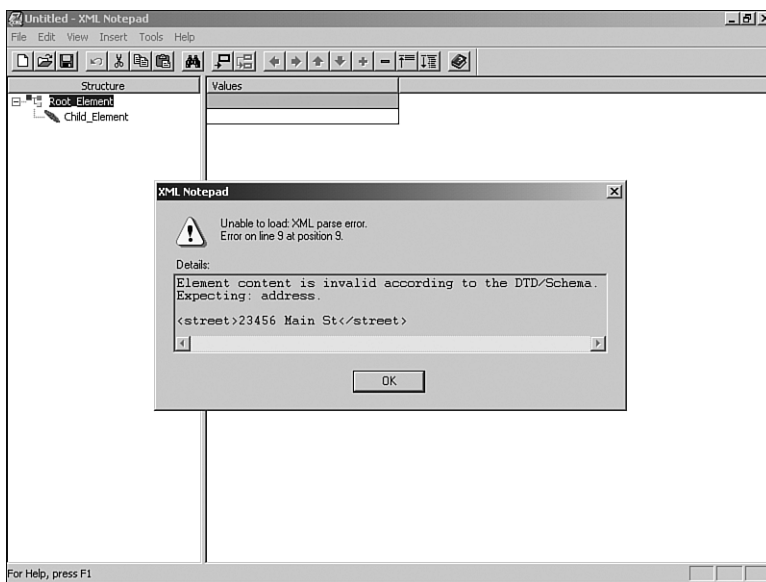 Untitled - XML Notepad
File Edit View Insert Tools Help
Structure
Values
Root_Element
Child_Element
XML Notepad
Unable to load: XML parse error.
Error on line 9 at position 9.
Details:
Element content is invalid according to the DTD/Schema.
Expecting: address.
<street>23456 Main St</street>
OK
For Help, press F1